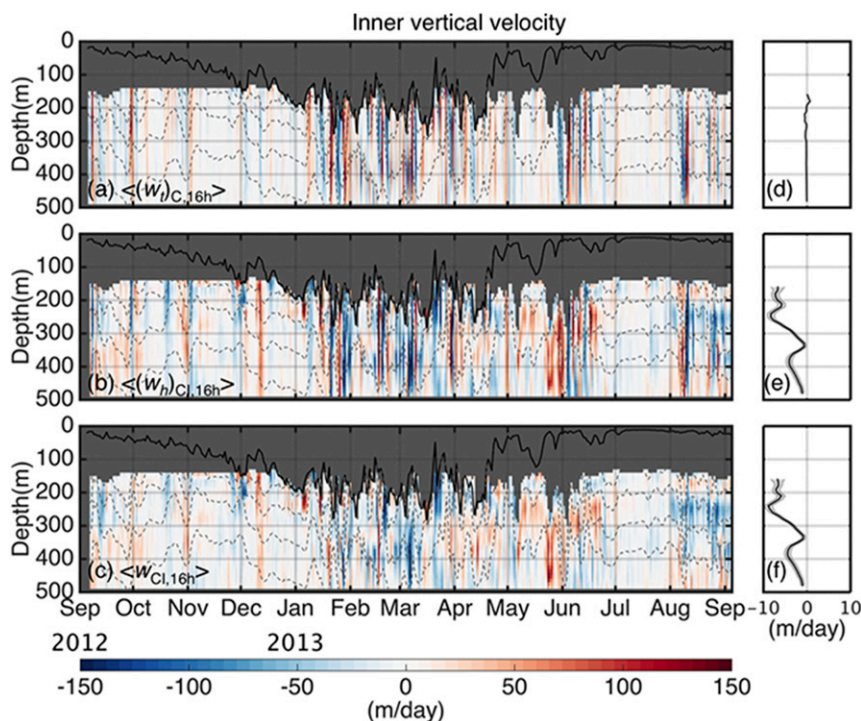 Inner vertical velocity
0
100
200
300
400
500
Depth(m)
(a) <(w_t)_C,16h>
(d)
0
100
200
300
400
500
Depth(m)
(b) <(w_h)_CI,16h>
(e)
0
100
200
300
400
500
Depth(m)
(c) <w_CI,16h>
(f)
Sep Oct Nov Dec Jan Feb Mar Apr May Jun Jul Aug Sep
-10 0 10
(m/day)
2012 2013
-150 -100 -50 0 50 100 150
(m/day)